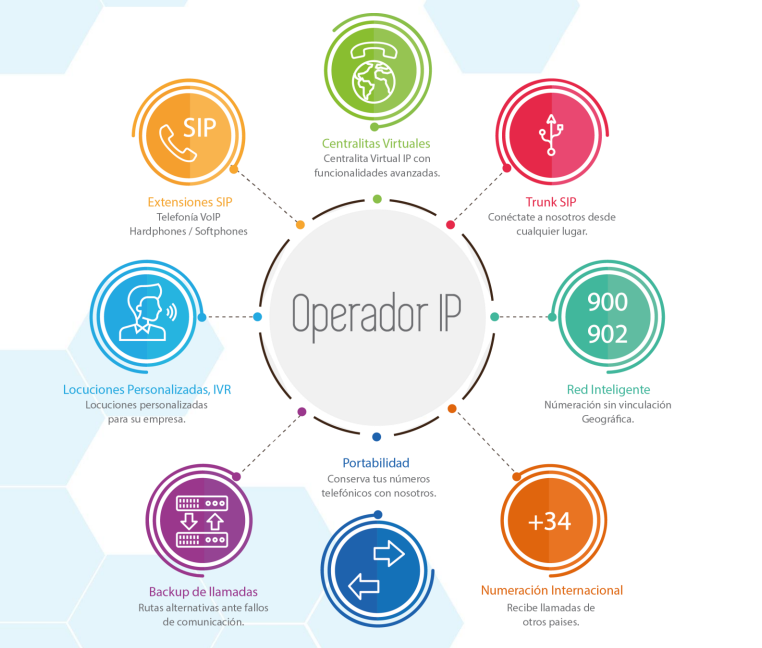 Centralitas Virtuales
Centralita Virtual IP con
funcionalidades avanzadas.
SIP
Extensiones SIP
Telefonía VoIP
Hardphones / Softphones
Trunk SIP
Conéctate a nosotros desde
cualquier lugar.
Operador IP
900
902
Locuciones Personalizadas, IVR
Locuciones personalizadas
para su empresa.
Red Inteligente
Númeración sin vinculación
Geográfica.
Portabilidad
Conserva tus números
telefónicos con nosotros.
Backup de llamadas
Rutas alternativas ante fallos
de comunicación.
+34
Numeración Internacional
Recibe llamadas de
otros paises.